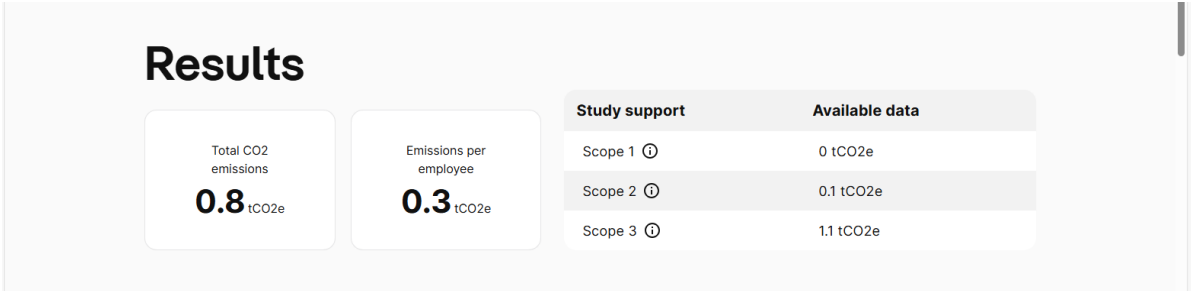 Results
Total CO2
emissions
0.8 tCO2e
Emissions per
employee
0.3 tCO2e
Study support Available data
Scope 1 0 tCO2e
Scope 2 0.1 tCO2e
Scope 3 1.1 tCO2e